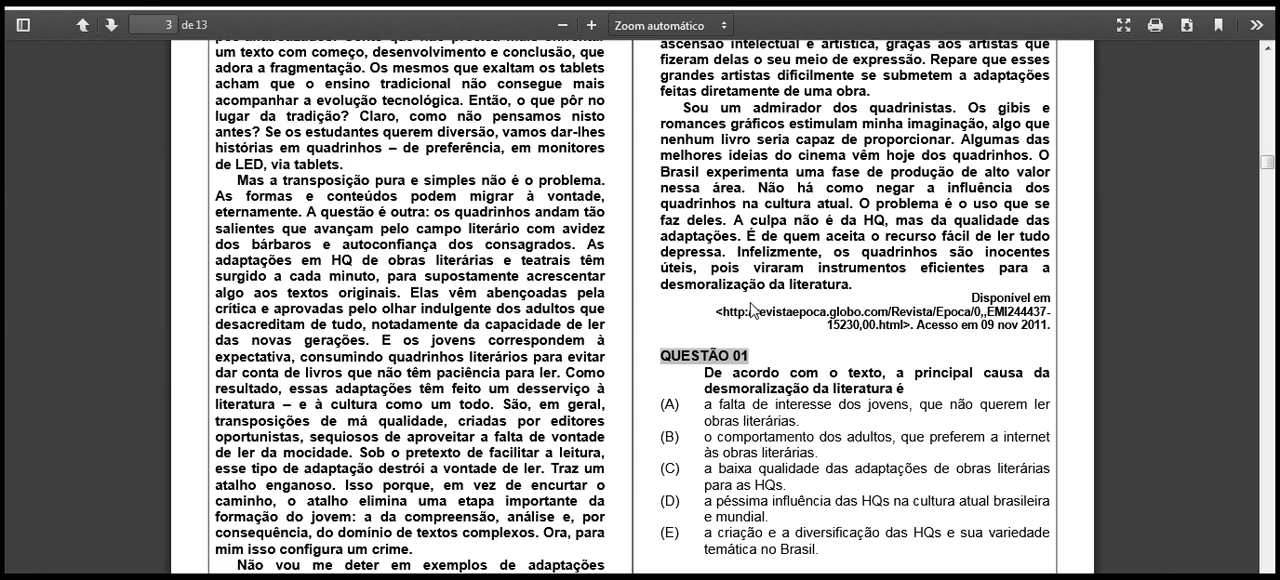 3 de 13
Zoom automático
um texto com começo, desenvolvimento e conclusão, que
adora a fragmentação. Os mesmos que exaltam os tablets
acham que o ensino tradicional não consegue mais
acompanhar a evolução tecnológica. Então, o que pôr no
lugar da tradição? Claro, como não pensamos nisto
antes? Se os estudantes querem diversão, vamos dar-lhes
histórias em quadrinhos – de preferência, em monitores
de LED, via tablets.
Mas a transposição pura e simples não é o problema.
As formas e conteúdos podem migrar à vontade,
eternamente. A questão é outra: os quadrinhos andam tão
salientes que avançam pelo campo literário com avidez
dos bárbaros e autoconfiança dos consagrados. As
adaptações em HQ de obras literárias e teatrais têm
surgido a cada minuto, para supostamente acrescentar
algo aos textos originais. Elas vêm abençoadas pela
crítica e aprovadas pelo olhar indulgente dos adultos que
desacreditam de tudo, notadamente da capacidade de ler
das novas gerações. E os jovens correspondem à
expectativa, consumindo quadrinhos literários para evitar
dar conta de livros que não têm paciência para ler. Como
resultado, essas adaptações têm feito um desserviço à
literatura – e à cultura como um todo. São, em geral,
transposições de má qualidade, criadas por editores
oportunistas, sequiosos de aproveitar a falta de vontade
de ler da mocidade. Sob o pretexto de facilitar a leitura,
esse tipo de adaptação destrói a vontade de ler. Traz um
atalho enganoso. Isso porque, em vez de encurtar o
caminho, o atalho elimina uma etapa importante da
formação do jovem: a da compreensão, análise e, por
consequência, do domínio de textos complexos. Ora, para
mim isso configura um crime.
Não vou me deter em exemplos de adaptações
ascensão intelectual e artística, graças aos artistas que
fizeram delas o seu meio de expressão. Repare que esses
grandes artistas dificilmente se submetem a adaptações
feitas diretamente de uma obra.
Sou um admirador dos quadrinistas. Os gibis e
romances gráficos estimulam minha imaginação, algo que
nenhum livro seria capaz de proporcionar. Algumas das
melhores ideias do cinema vêm hoje dos quadrinhos. O
Brasil experimenta uma fase de produção de alto valor
nessa área. Não há como negar a influência dos
quadrinhos na cultura atual. O problema é o uso que se
faz deles. A culpa não é da HQ, mas da qualidade das
adaptações. É de quem aceita o recurso fácil de ler tudo
depressa. Infelizmente, os quadrinhos são inocentes
úteis, pois viraram instrumentos eficientes para a
desmoralização da literatura.
Disponível em
<http:/ evistaepoca.globo.com/Revista/Epoca/0,,EMI244437-
15230,00.html>. Acesso em 09 nov 2011.
QUESTÃO 01
De acordo com o texto, a principal causa da
desmoralização da literatura é
(A) a falta de interesse dos jovens, que não querem ler
obras literárias.
(B) o comportamento dos adultos, que preferem a internet
às obras literárias.
(C) a baixa qualidade das adaptações de obras literárias
para as HQs.
(D) a péssima influência das HQs na cultura atual brasileira
e mundial.
(E) a criação e a diversificação das HQs e sua variedade
temática no Brasil.